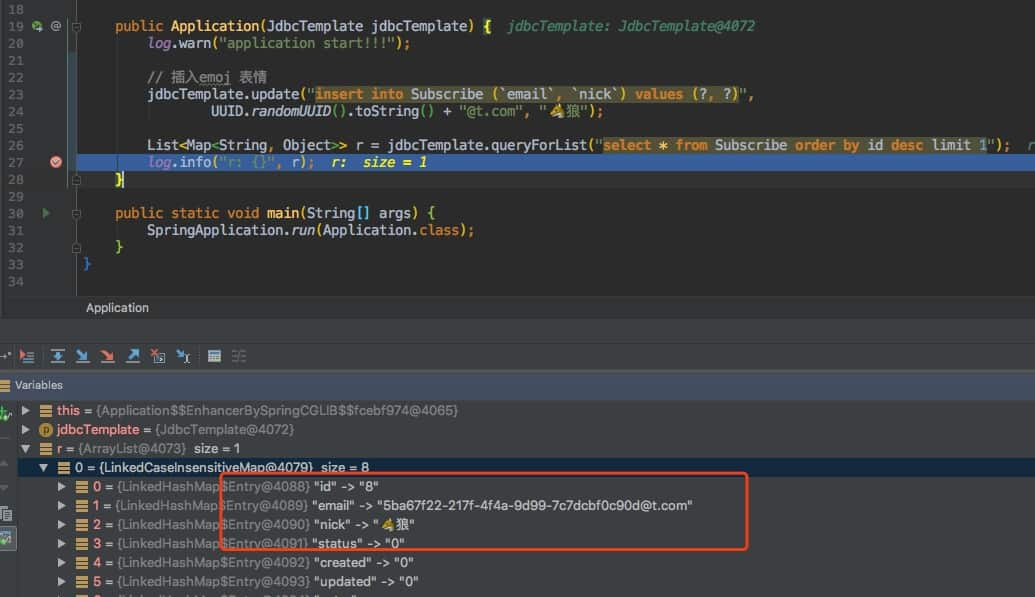 18
19 @ public Application(JdbcTemplate jdbcTemplate) { jdbcTemplate: JdbcTemplate@4072
20 log.warn("application start!!!");
21
22 // 插入emoj 表情
23 jdbcTemplate.update("insert into Subscribe (`email`, `nick`) values (?, ?)",
24 UUID.randomUUID().toString() + "@t.com", "🐴狼");
25
26 List<Map<String, Object>> r = jdbcTemplate.queryForList("select * from Subscribe order by id desc limit 1"); r
27 log.info("r: {}", r); r: size = 1
28 }
29
30 public static void main(String[] args) {
31 SpringApplication.run(Application.class);
32 }
33 }
34
Application
Variables
this = {Application$$EnhancerBySpringCGLIB$$fcebf974@4065}
p jdbcTemplate = {JdbcTemplate@4072}
r = {ArrayList@4073} size = 1
0 = {LinkedCaseInsensitiveMap@4079} size = 8
0 = {LinkedHashMap$Entry@4088} "id" -> "8"
1 = {LinkedHashMap$Entry@4089} "email" -> "5ba67f22-217f-4f4a-9d99-7c7dcbf0c90d@t.com"
2 = {LinkedHashMap$Entry@4090} "nick" -> "🐴狼"
3 = {LinkedHashMap$Entry@4091} "status" -> "0"
4 = {LinkedHashMap$Entry@4092} "created" -> "0"
5 = {LinkedHashMap$Entry@4093} "updated" -> "0"